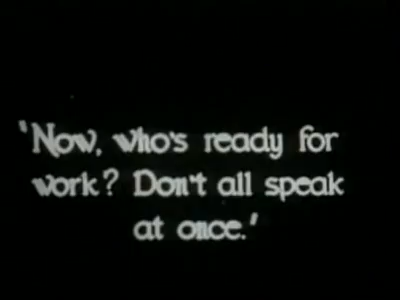 'Now, who's ready for
work? Don't all speak
at once.'